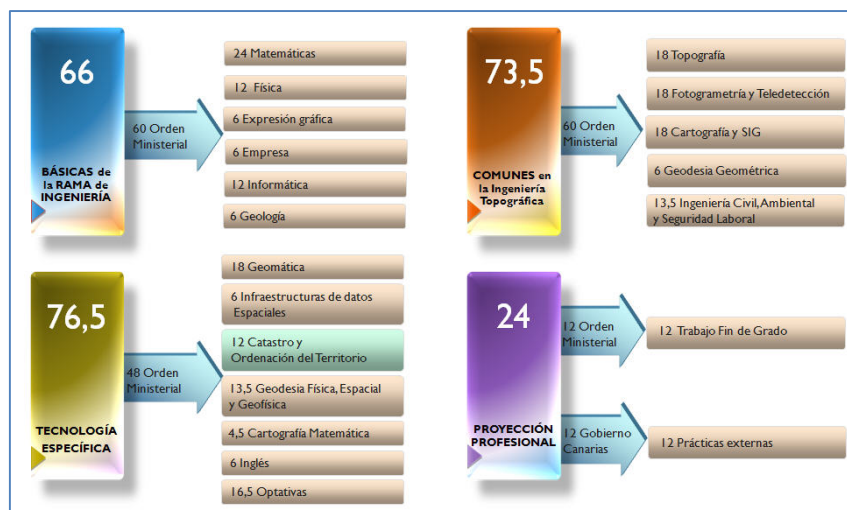 66
BÁSICAS de
la RAMA de
INGENIERÍA
60 Orden
Ministerial
24 Matemáticas
12 Física
6 Expresión gráfica
6 Empresa
12 Informática
6 Geología
73,5
COMUNES en
la Ingeniería
Topográfica
60 Orden
Ministerial
18 Topografía
18 Fotogrametría y Teledetección
18 Cartografía y SIG
6 Geodesia Geométrica
13,5 Ingeniería Civil, Ambiental
y Seguridad Laboral
76,5
TECNOLOGÍA
ESPECÍFICA
48 Orden
Ministerial
18 Geomática
6 Infraestructuras de datos
Espaciales
12 Catastro y
Ordenación del Territorio
13,5 Geodesia Física, Espacial
y Geofísica
4,5 Cartografía Matemática
6 Inglés
16,5 Optativas
24
PROYECCIÓN
PROFESIONAL
12 Orden
Ministerial
12 Trabajo Fin de Grado
12 Gobierno
Canarias
12 Prácticas externas